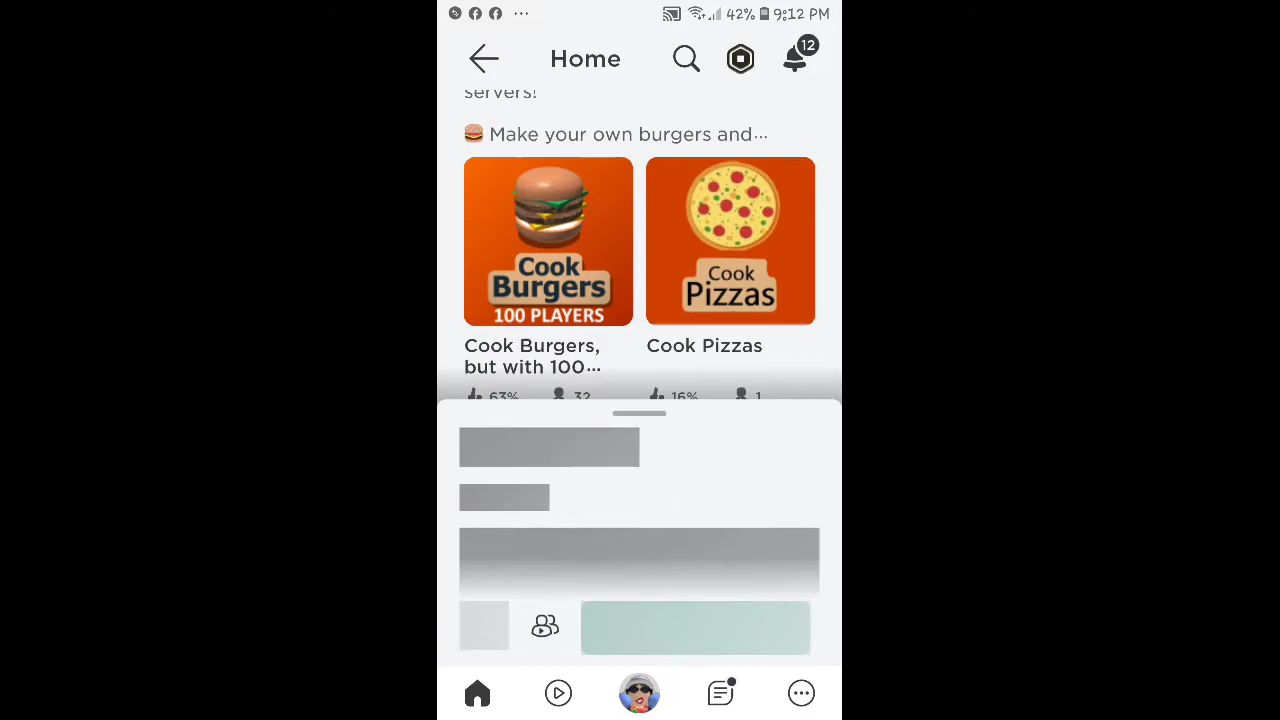 42% 9:12 PM
Home
12
servers!
🍔 Make your own burgers and...
Cook
Burgers
100 PLAYERS
Cook
Pizzas
Cook Burgers,
but with 100...
Cook Pizzas
63% 32
16% 1